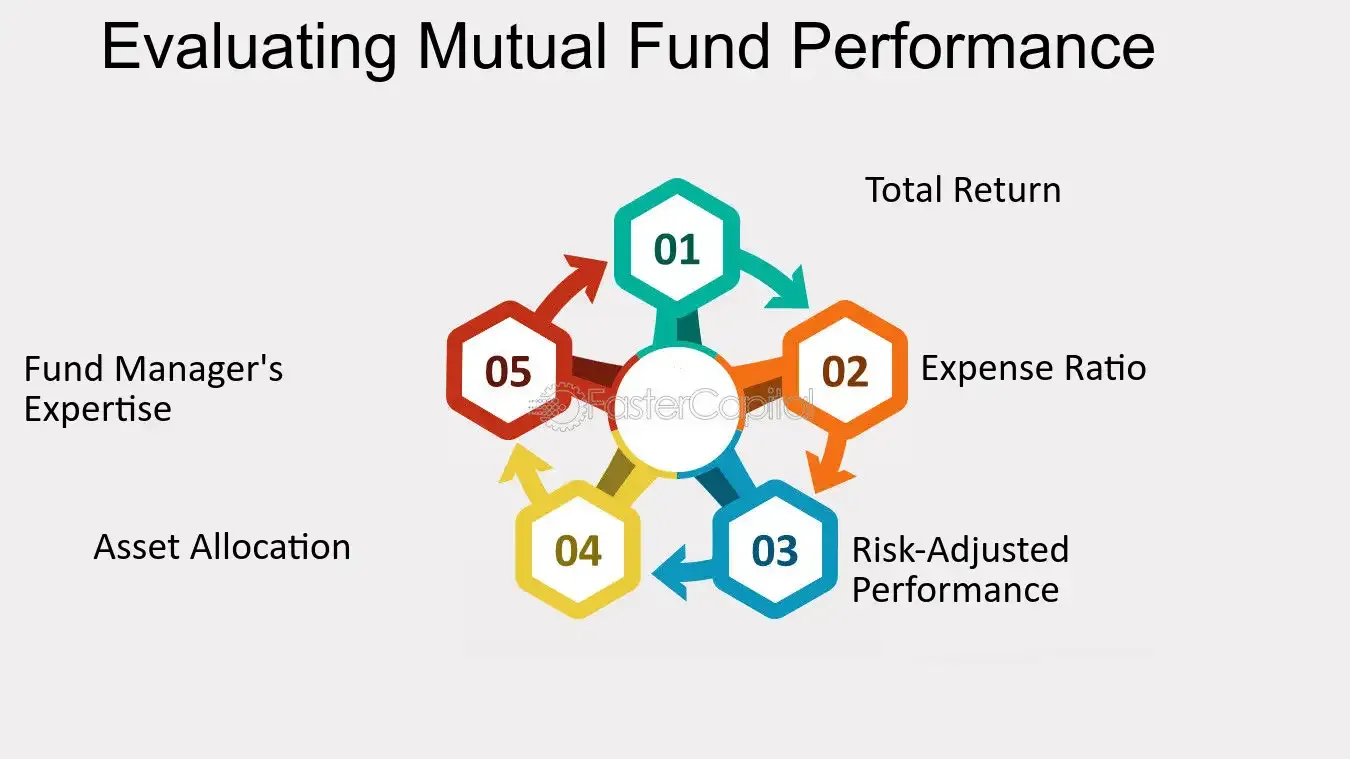 Evaluating Mutual Fund Performance
01
Total Return
02
Expense Ratio
03
Risk-Adjusted
Performance
04
Asset Allocation
05
Fund Manager's
Expertise
FasterCapital